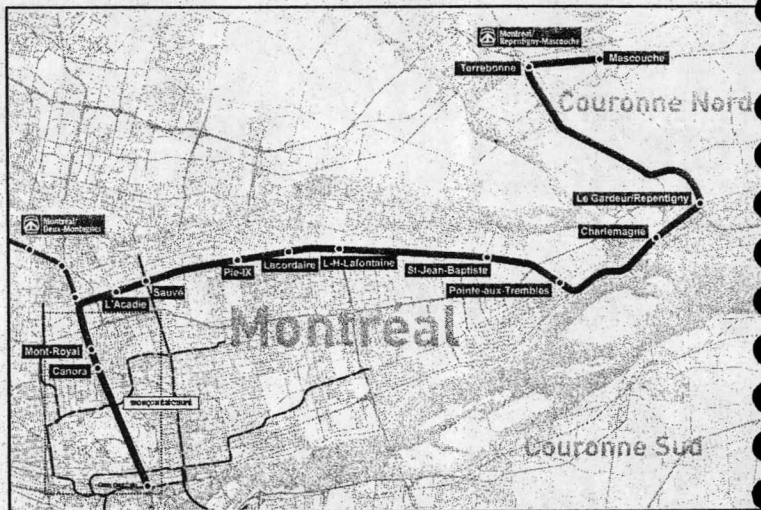 Montréal/
Repentigny-Mascouche
Terrebonne
Mascouche
Couronne Nord
Le Gardeur/Repentigny
Charlemagne
Montréal/
Deux-Montagnes
Pie-IX
Lacordaire
L-H-Lafontaine
St-Jean-Baptiste
L'Acadie
Sauvé
Pointe-aux-Trembles
Montréal
Mont-Royal
Canora
Couronne Sud